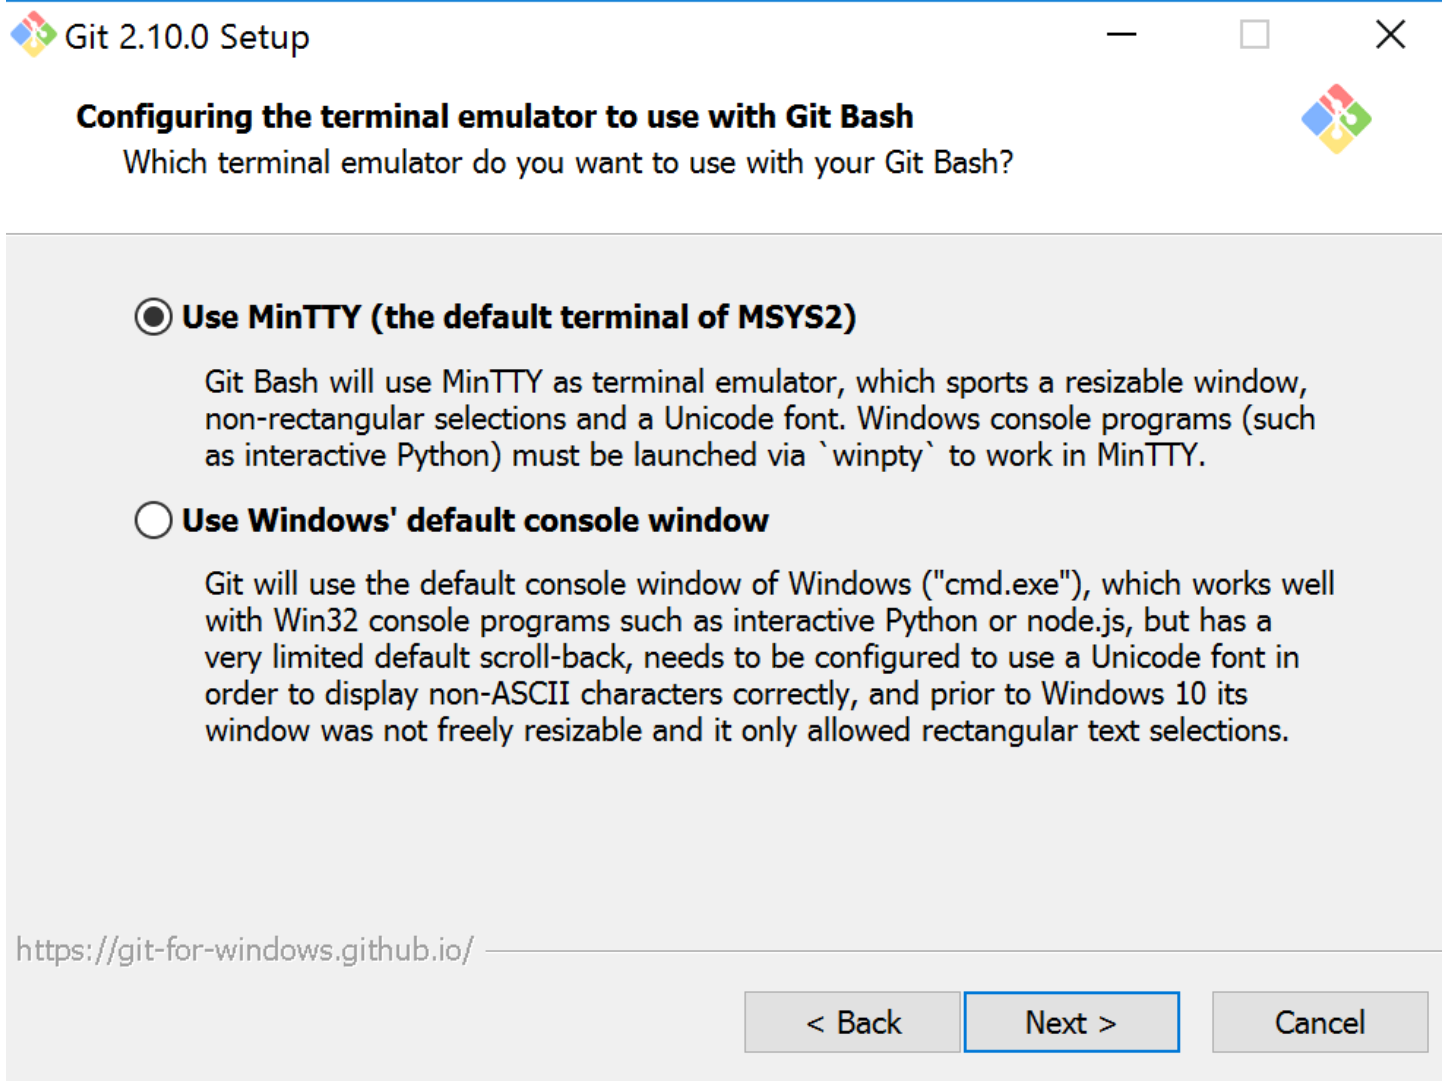 Git 2.10.0 Setup
Configuring the terminal emulator to use with Git Bash
Which terminal emulator do you want to use with your Git Bash?
Use MinTTY (the default terminal of MSYS2)
Git Bash will use MinTTY as terminal emulator, which sports a resizable window,
non-rectangular selections and a Unicode font. Windows console programs (such
as interactive Python) must be launched via `winpty` to work in MinTTY.
Use Windows' default console window
Git will use the default console window of Windows ("cmd.exe"), which works well
with Win32 console programs such as interactive Python or node.js, but has a
very limited default scroll-back, needs to be configured to use a Unicode font in
order to display non-ASCII characters correctly, and prior to Windows 10 its
window was not freely resizable and it only allowed rectangular text selections.
https://git-for-windows.github.io/
< Back Next > Cancel